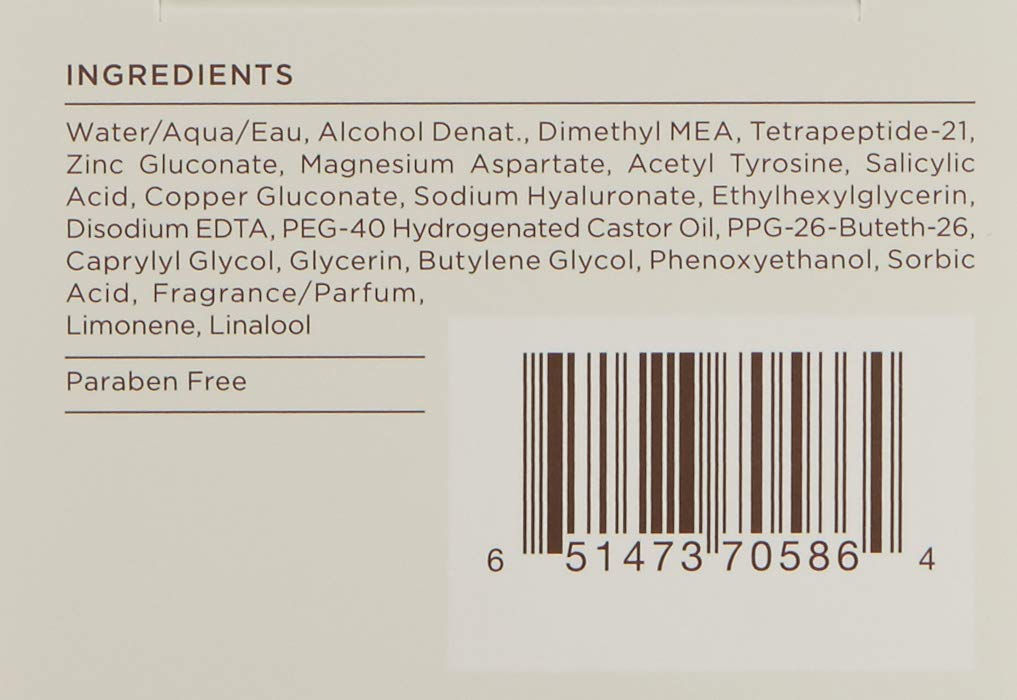 INGREDIENTS
Water/Aqua/Eau, Alcohol Denat., Dimethyl MEA, Tetrapeptide-21,
Zinc Gluconate, Magnesium Aspartate, Acetyl Tyrosine, Salicylic
Acid, Copper Gluconate, Sodium Hyaluronate, Ethylhexylglycerin,
Disodium EDTA, PEG-40 Hydrogenated Castor Oil, PPG-26-Buteth-26,
Caprylyl Glycol, Glycerin, Butylene Glycol, Phenoxyethanol, Sorbic
Acid, Fragrance/Parfum,
Limonene, Linalool
Paraben Free
6 51473 70586 4